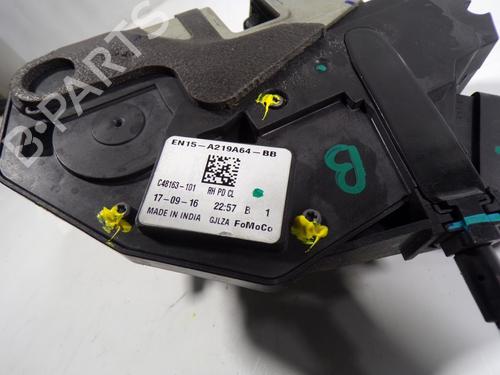 B-Parts
EN15-A219A64-BB
C48163-101
RH PD CL
17-09-16 22:57 B 1
MADE IN INDIA GJLZA FoMoCo
B